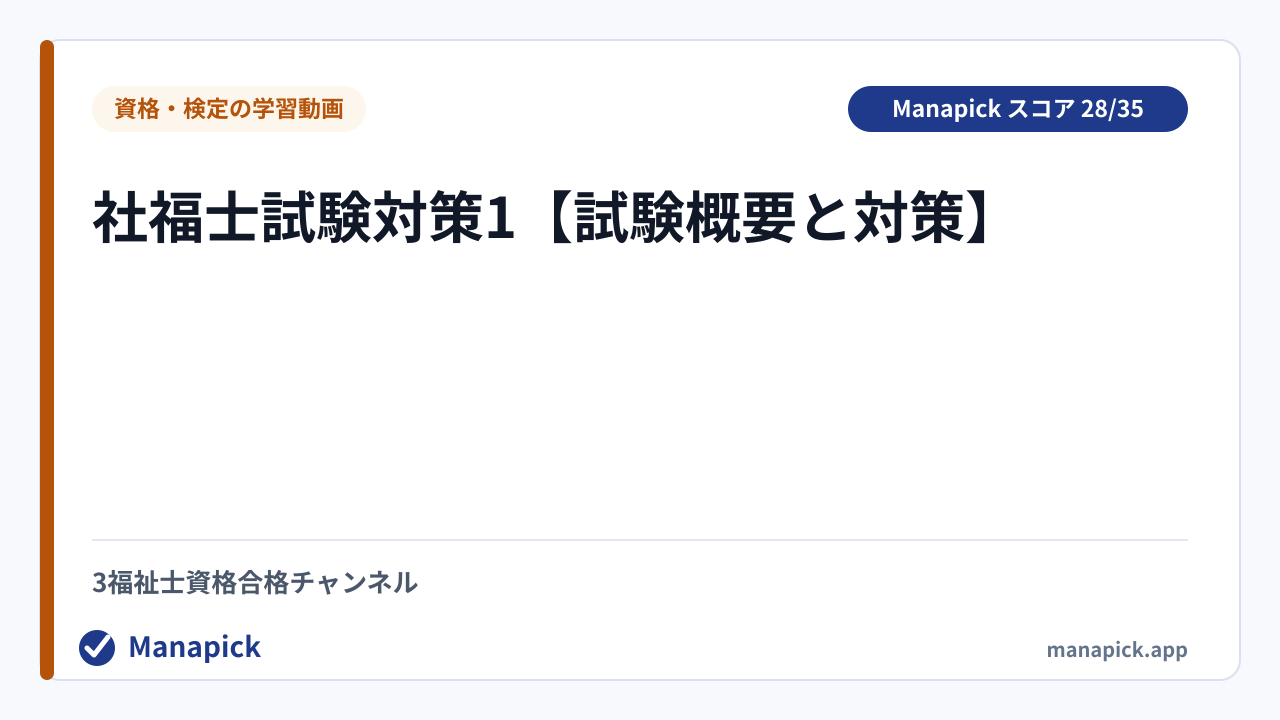 資格・検定の学習動画
Manapick スコア 28/35
社福士試験対策1【試験概要と対策】
3福祉士資格合格チャンネル
Manapick
manapick.app